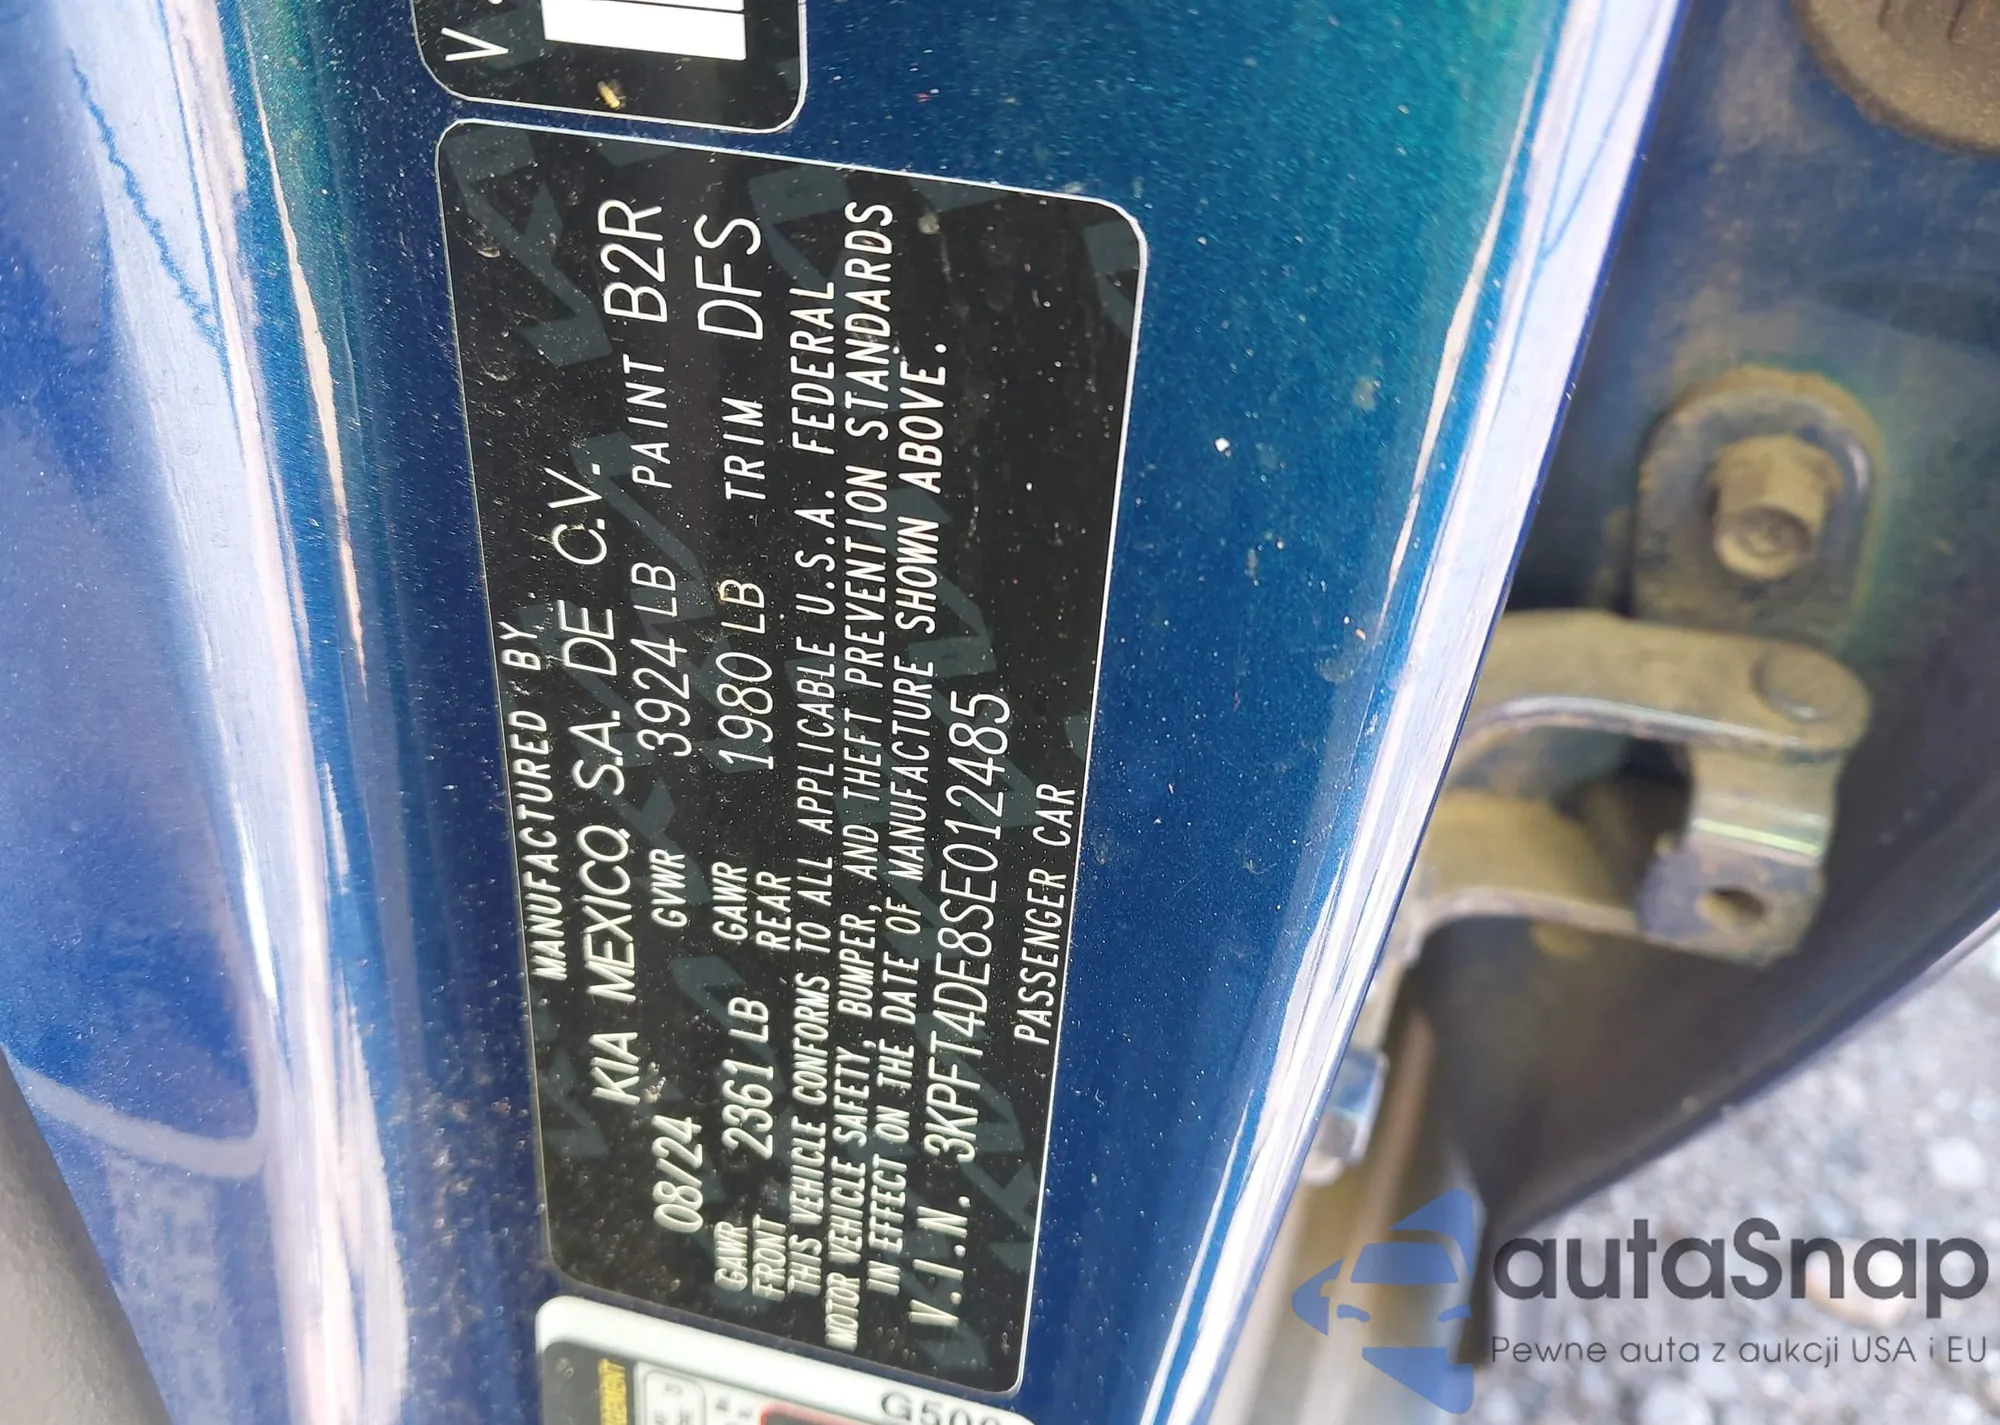 V.
MANUFACTURED BY
KIA MEXICO, S.A. DE C.V.
08/24 GVWR 3924 LB PAINT B2R
GAWR FRONT 2361 LB GAWR REAR 1980 LB TRIM DFS
THIS VEHICLE CONFORMS TO ALL APPLICABLE U.S.A. FEDERAL
MOTOR VEHICLE SAFETY, BUMPER, AND THEFT PREVENTION STANDARDS
IN EFFECT ON THE DATE OF MANUFACTURE SHOWN ABOVE.
V.I.N. 3KPFT4DE8SE012485
PASSENGER CAR
autaSnap
Pewne auta z aukcji USA i EU